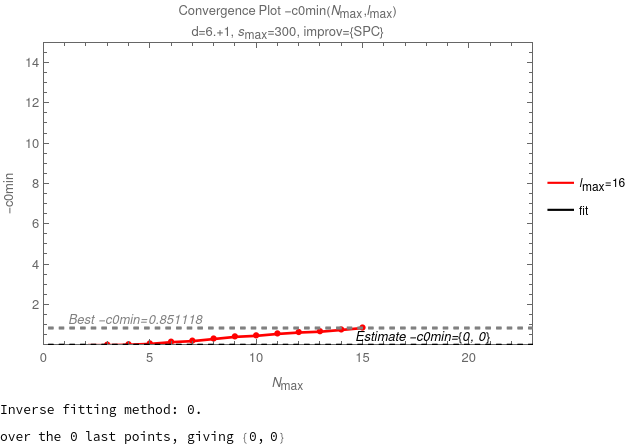 Convergence Plot −c0min(Nmax,lmax)
d=6.+1, smax=300, improv={SPC}
14
12
10
8
6
4
2
−c0min
Best −c0min=0.851118
Estimate −c0min={0, 0}
0 5 10 15 20
Nmax
lmax=16
fit
Inverse fitting method: 0.
over the 0 last points, giving {0, 0}